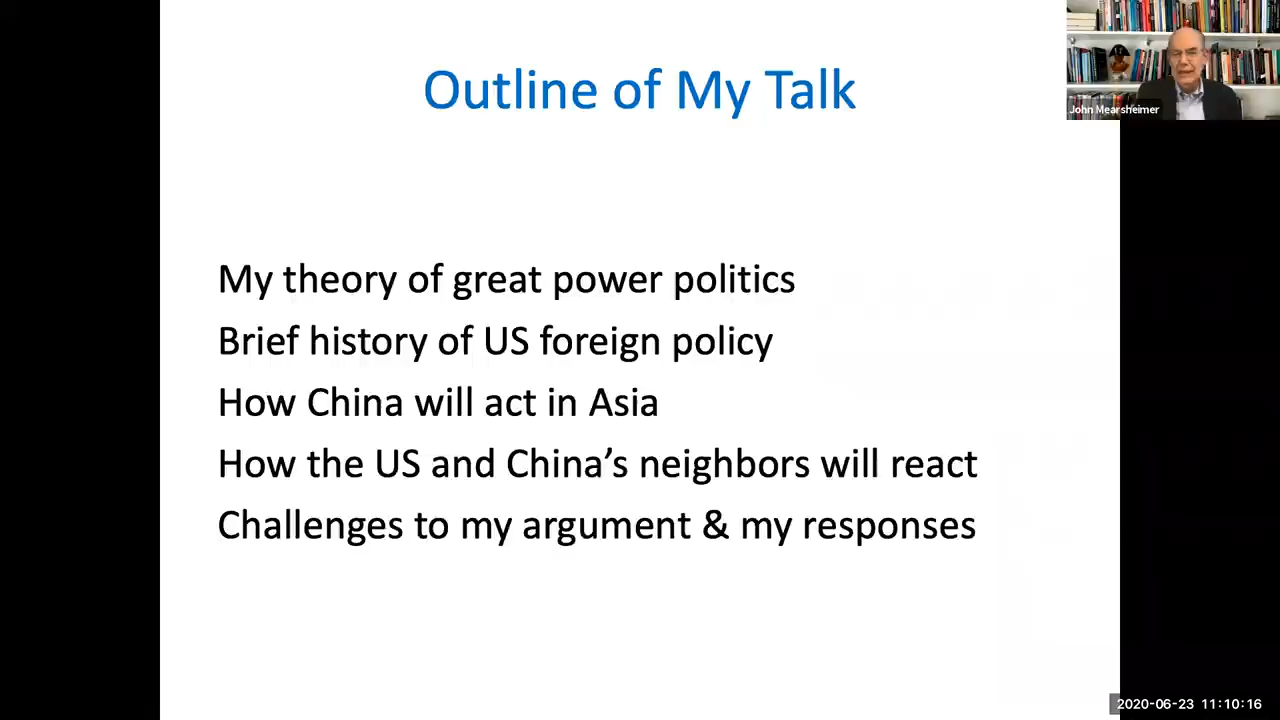 Outline of My Talk
John Mearsheimer
My theory of great power politics
Brief history of US foreign policy
How China will act in Asia
How the US and China’s neighbors will react
Challenges to my argument & my responses
2020-06-23 11:10:16